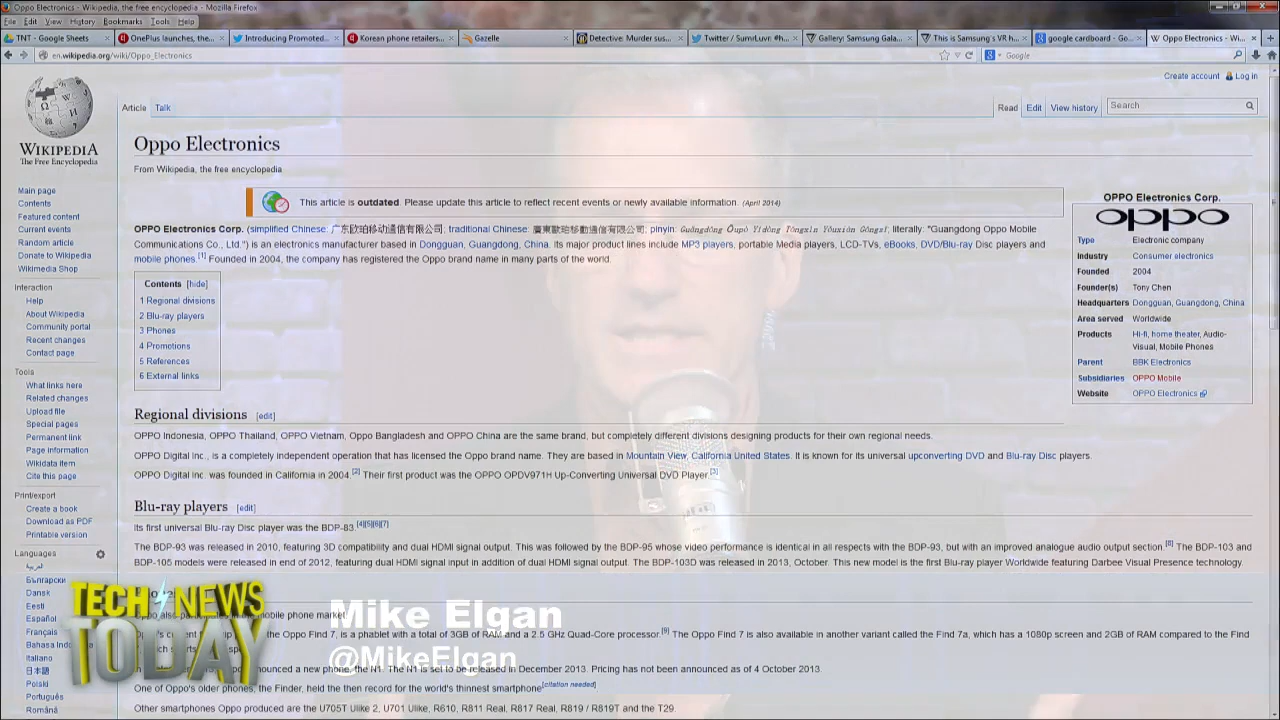 Oppo Electronics - Wikipedia, the free encyclopedia - Mozilla Firefox
File Edit View History Bookmarks Tools Help
TNT - Google Sheets OnePlus launches, the... Introducing Promoted... Korean phone retailers... Gazelle Detective: Murder sus... Twitter / SumrLuvr: #h... Gallery! Samsung Gala... This is Samsung's VR h... google cardboard - Go... Oppo Electronics - Wi...
en.wikipedia.org/wiki/Oppo_Electronics Google
Create account Log in
Article Talk Read Edit View history Search
WIKIPEDIA
The Free Encyclopedia
Main page
Contents
Featured content
Current events
Random article
Donate to Wikipedia
Wikimedia Shop
Interaction
Help
About Wikipedia
Community portal
Recent changes
Contact page
Tools
What links here
Related changes
Upload file
Special pages
Permanent link
Page information
Wikidata item
Cite this page
Print/export
Create a book
Download as PDF
Printable version
Languages
العربية
Български
Dansk
Eesti
Español
Français
Bahasa Indo
Italiano
日本語
Polski
Português
Română
Oppo Electronics
From Wikipedia, the free encyclopedia
This article is outdated. Please update this article to reflect recent events or newly available information. (April 2014)
OPPO Electronics Corp. (simplified Chinese: 广东欧珀移动通信有限公司, traditional Chinese: 廣東歐珀移動通信有限公司; pinyin: Guǎngdōng Ōupò Yídòng Tōngxìn Yǒuxiàn Gōngsī, literally: "Guangdong Oppo Mobile
Communications Co., Ltd.") is an electronics manufacturer based in Dongguan, Guangdong, China. Its major product lines include MP3 players, portable Media players, LCD-TVs, eBooks, DVD/Blu-ray Disc players and
mobile phones.[1] Founded in 2004, the company has registered the Oppo brand name in many parts of the world.
Contents [hide]
1 Regional divisions
2 Blu-ray players
3 Phones
4 Promotions
5 References
6 External links
OPPO Electronics Corp.
oppo
Type Electronic company
Industry Consumer electronics
Founded 2004
Founder(s) Tony Chen
Headquarters Dongguan, Guangdong, China
Area served Worldwide
Products Hi-fi, home theater, Audio-
Visual, Mobile Phones
Parent BBK Electronics
Subsidiaries OPPO Mobile
Website OPPO Electronics
Regional divisions [edit]
OPPO Indonesia, OPPO Thailand, OPPO Vietnam, Oppo Bangladesh and OPPO China are the same brand, but completely different divisions designing products for their own regional needs.
OPPO Digital Inc., is a completely independent operation that has licensed the Oppo brand name. They are based in Mountain View, California United States. It is known for its universal upconverting DVD and Blu-ray Disc players.
OPPO Digital Inc. was founded in California in 2004.[2] Their first product was the OPPO OPDV971H Up-Converting Universal DVD Player.[3]
Blu-ray players [edit]
Its first universal Blu-ray Disc player was the BDP-83.[4][5][6][7]
The BDP-93 was released in 2010, featuring 3D compatibility and dual HDMI signal output. This was followed by the BDP-95 whose video performance is identical in all respects with the BDP-93, but with an improved analogue audio output section.[8] The BDP-103 and
BDP-105 models were released in end of 2012, featuring dual HDMI signal input in addition of dual HDMI signal output. The BDP-103D was released in 2013, October. This new model is the first Blu-ray player Worldwide featuring Darbee Visual Presence technology.
Oppo also mobile phone market
the Oppo Find 7, is a phablet with a total of 3GB of RAM and a 2.5 GHz Quad-Core processor.[9] The Oppo Find 7 is also available in another variant called the Find 7a, which has a 1080p screen and 2GB of RAM compared to the Find
announced a new phone, the N1. The N1 is set to be released in December 2013. Pricing has not been announced as of 4 October 2013.
One of Oppo's older phones, the Finder, held the then record for the world's thinnest smartphone[citation needed]
Other smartphones Oppo produced are the U705T Ulike 2, U701 Ulike, R610, R811 Real, R817 Real, R819 / R819T and the T29.
TECH NEWS
TODAY
Mike Elgan
@MikeElgan